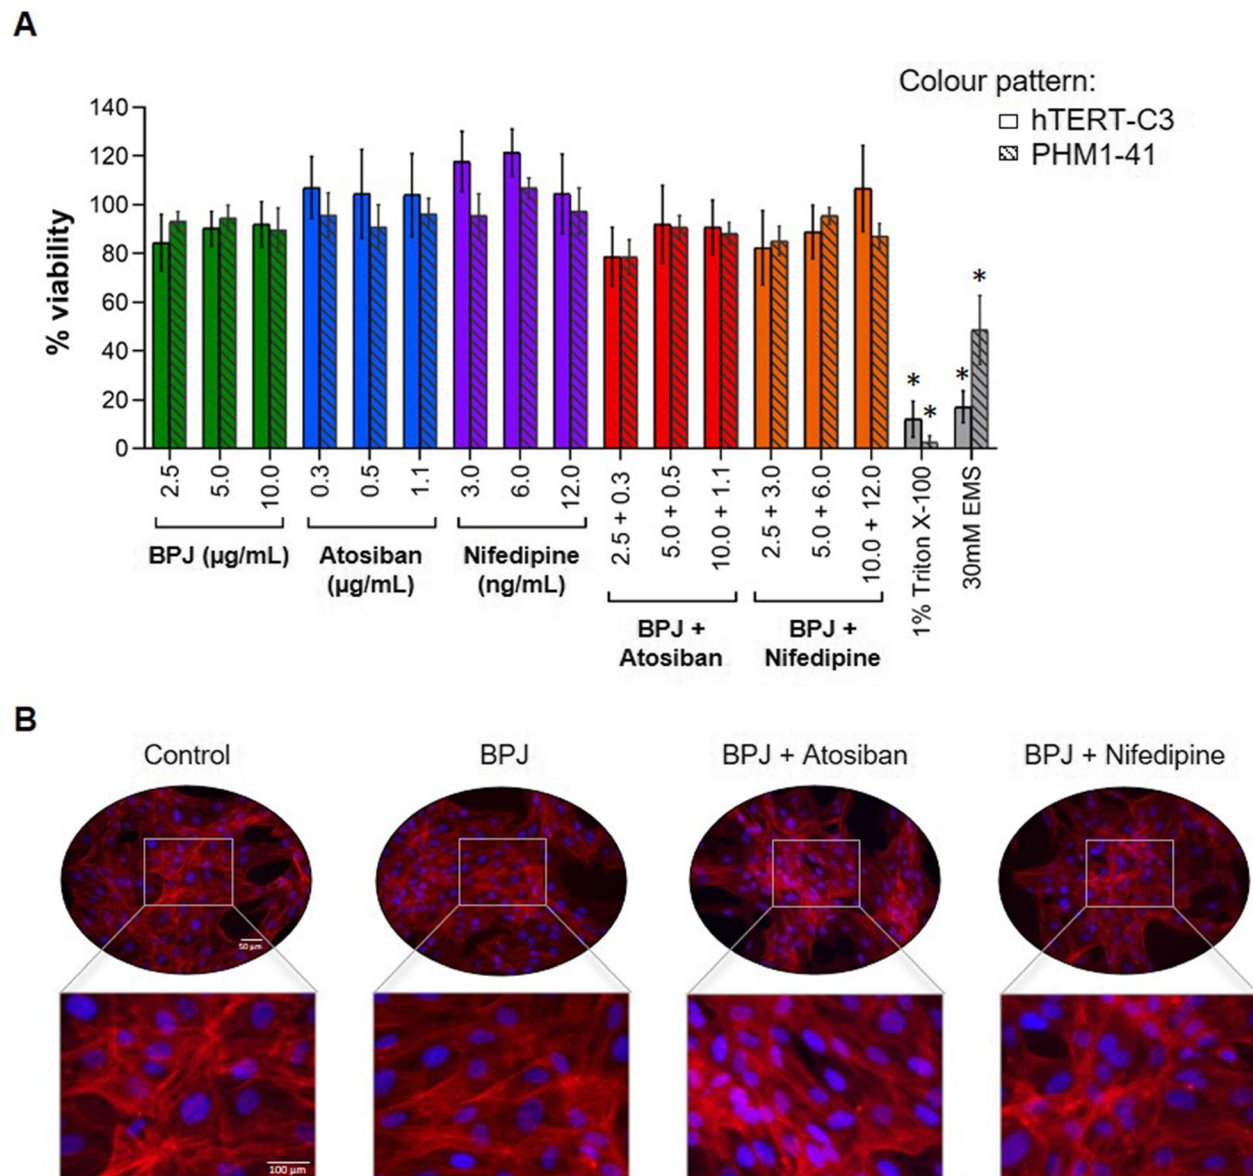 A
Colour pattern:
hTERT-C3
PHM1-41
% viability
140
120
100
80
60
40
20
0
2.5
5.0
10.0
0.3
0.5
1.1
3.0
6.0
12.0
2.5 + 0.3
5.0 + 0.5
10.0 + 1.1
2.5 + 3.0
5.0 + 6.0
10.0 + 12.0
1% Triton X-100
30mM EMS
*
*
*
*
BPJ (µg/mL)
Atosiban
(µg/mL)
Nifedipine
(ng/mL)
BPJ +
Atosiban
BPJ +
Nifedipine
B
Control
BPJ
BPJ + Atosiban
BPJ + Nifedipine
50 µm
100 µm